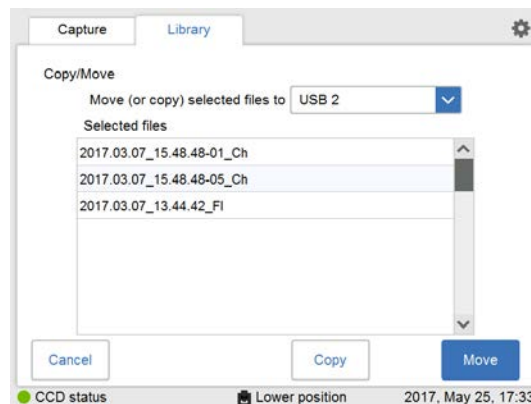 Capture Library
Copy/Move
Move (or copy) selected files to USB 2
Selected files
2017.03.07_15.48.48-01_Ch
2017.03.07_15.48.48-05_Ch
2017.03.07_13.44.42_Fl
Cancel Copy Move
CCD status Lower position 2017, May 25, 17:33